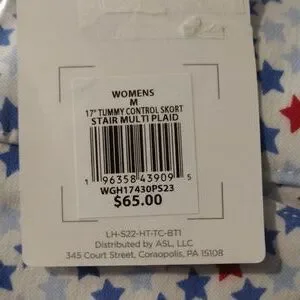 WOMENS
M
17" TUMMY CONTROL SKORT
STAIR MULTI PLAID
1 96358 43909 5
WGH17430PS23
$65.00
LH-S22-HT-TC-BT1
Distributed by ASL, LLC
345 Court Street, Coraopolis, PA 15108